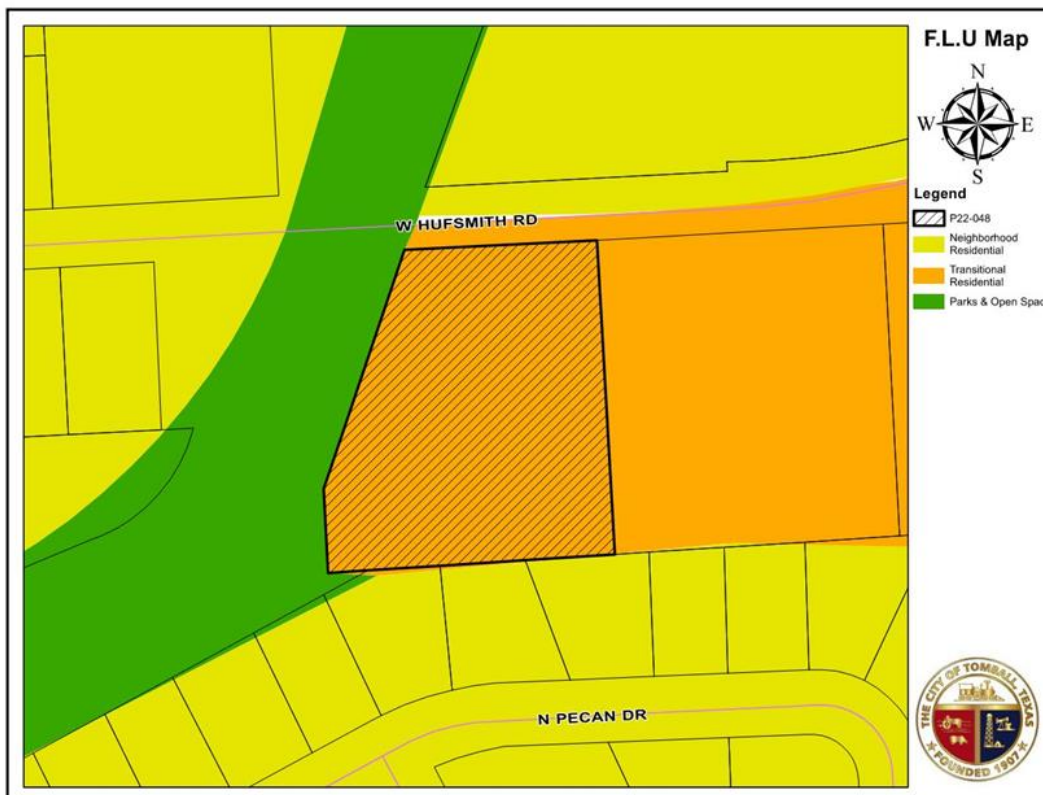 F.L.U Map
N
W E
S
Legend
P22-048
Neighborhood
Residential
Transitional
Residential
Parks & Open Spac
W HUFSMITH RD
N PECAN DR
THE CITY OF TOMBALL, TEXAS
FOUNDED 1907